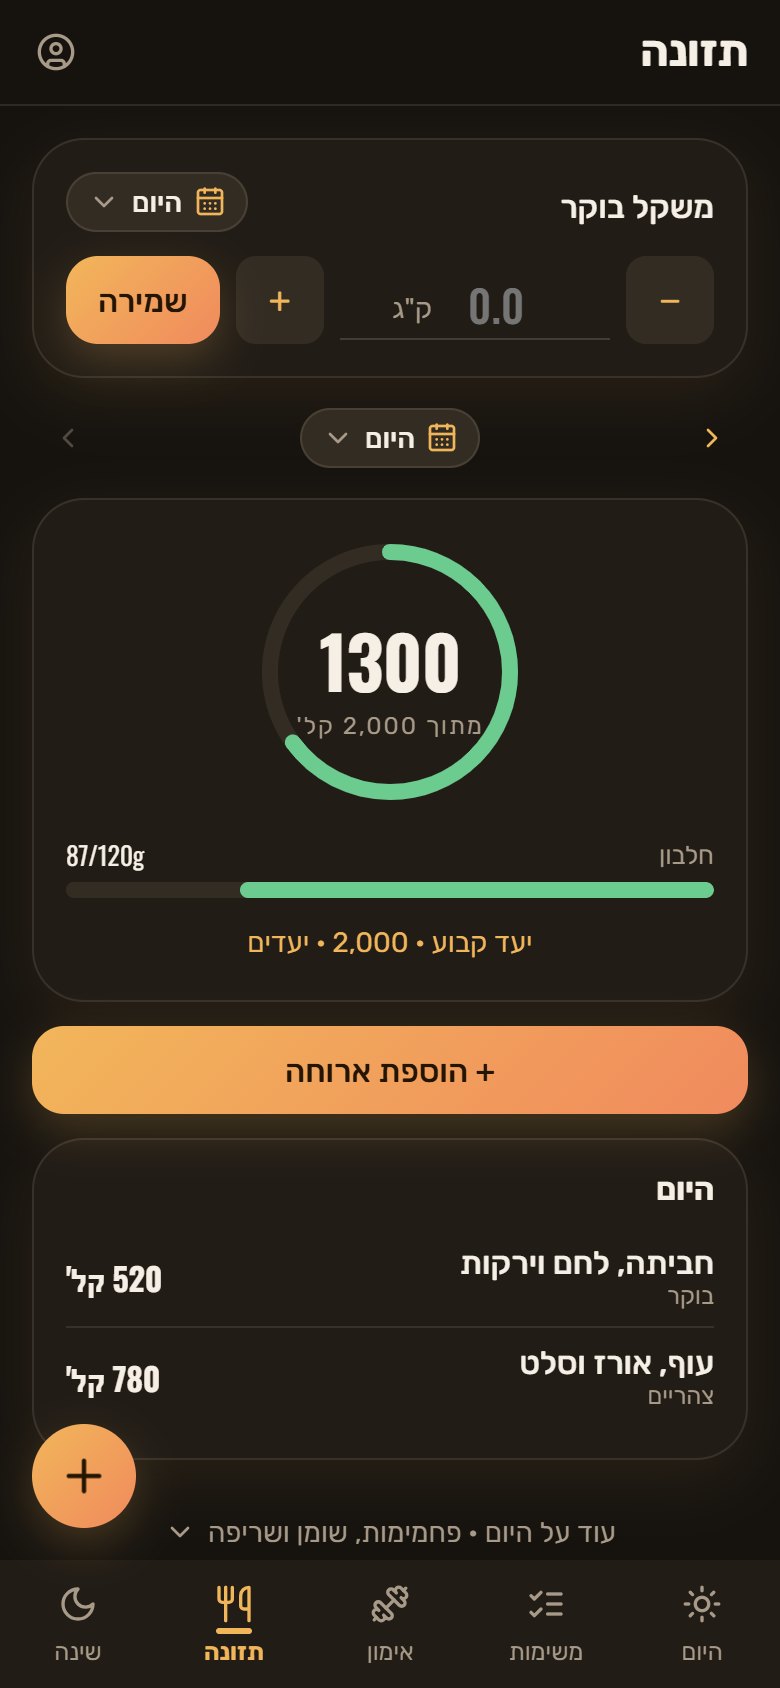 תזונה
משקל בוקר
היום
−
0.0 ק"ג
+
שמירה
היום
1300
מתוך 2,000 קל'
חלבון
87/120g
יעד קבוע • 2,000 • יעדים
+ הוספת ארוחה
היום
חביתה, לחם וירקות
בוקר
520 קל'
עוף, אורז וסלט
צהריים
780 קל'
+
עוד על היום • פחמימות, שומן ושריפה
היום
משימות
אימון
תזונה
שינה